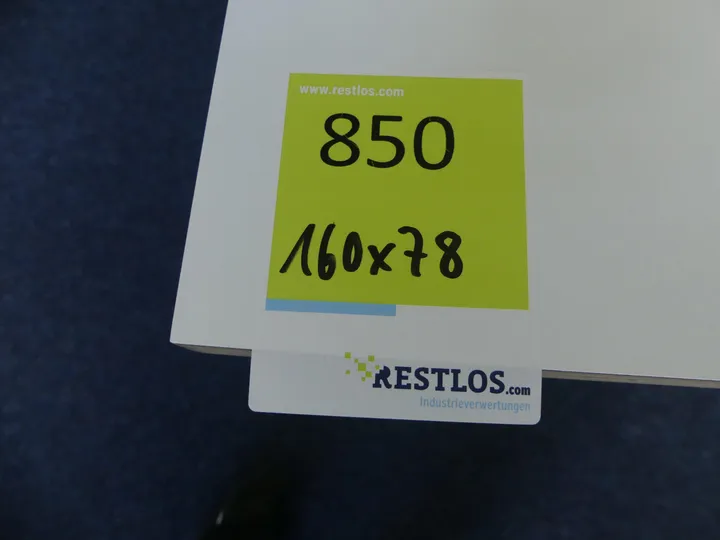 www.restlos.com
850
160x78
RESTLOS.com
Industrieverwertungen